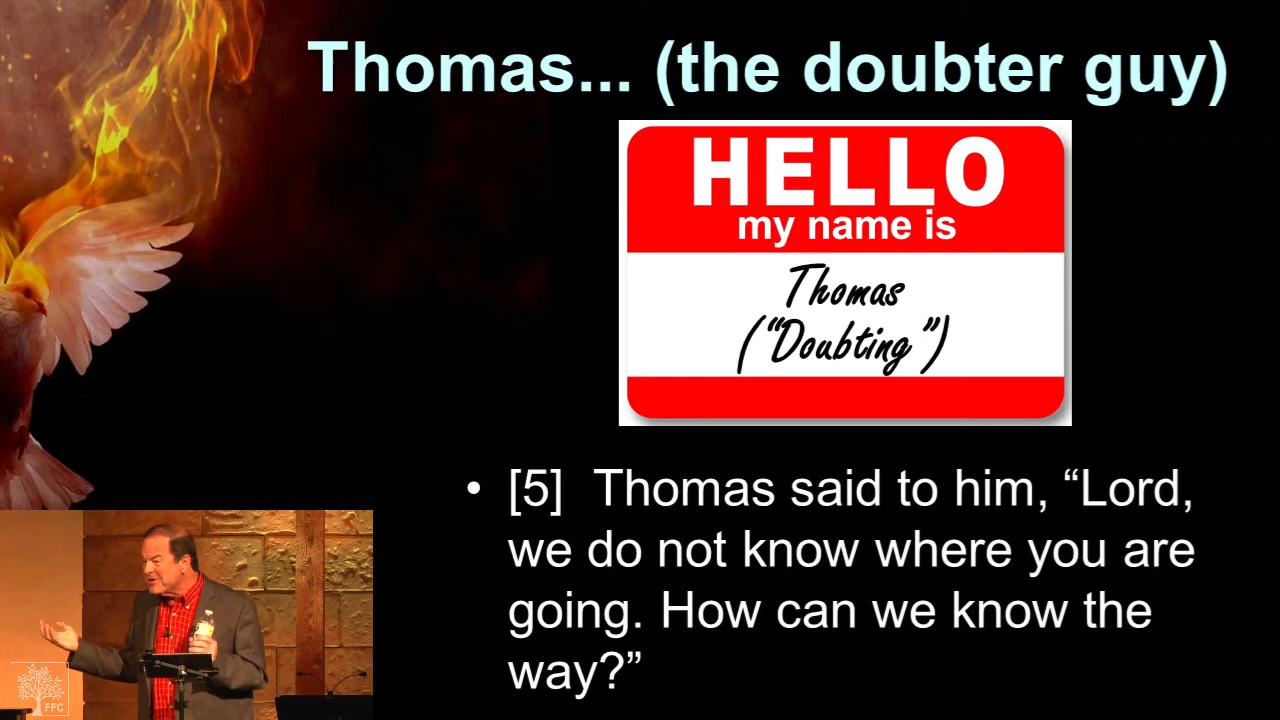 Thomas... (the doubter guy)
HELLO
my name is
Thomas
(“Doubting”)
• [5]  Thomas said to him, “Lord,
we do not know where you are
going. How can we know the
way?”
FFC